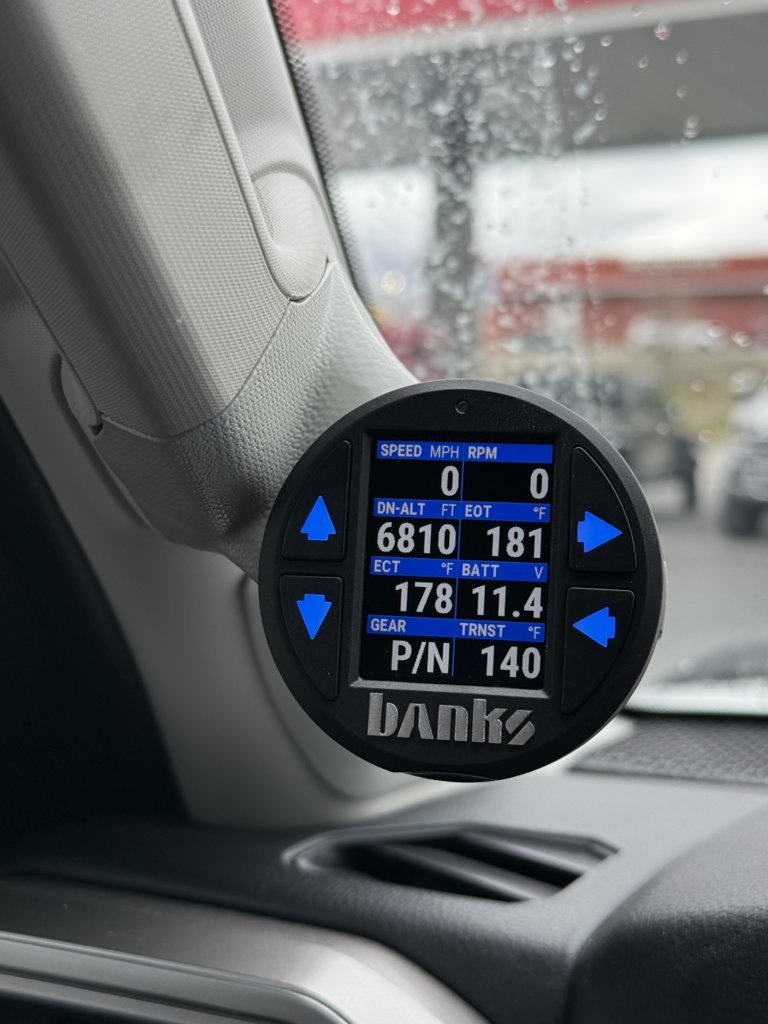 SPEED MPH RPM
0 0
DN-ALT FT EOT °F
6810 181
ECT °F BATT V
178 11.4
GEAR TRNST °F
P/N 140
banks